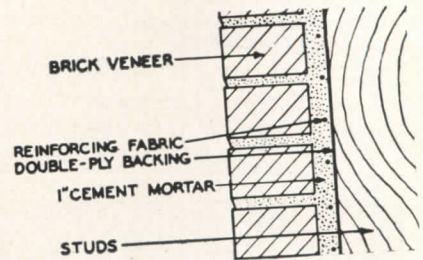 BRICK VENEER
REINFORCING FABRIC
DOUBLE-PLY BACKING
1" CEMENT MORTAR
STUDS